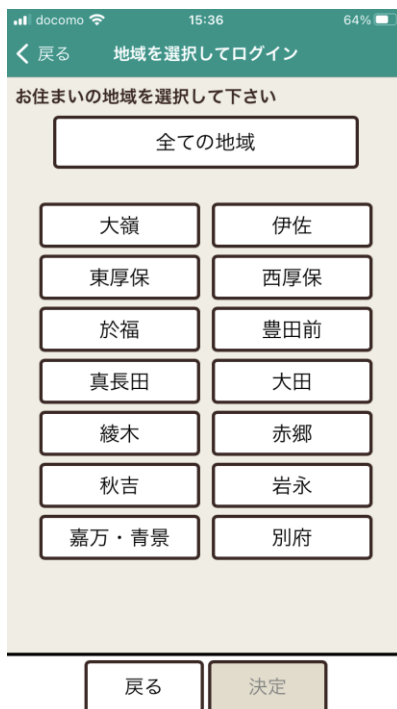 docomo 15:36 64%
戻る 地域を選択してログイン
お住まいの地域を選択して下さい
全ての地域
大嶺 伊佐
東厚保 西厚保
於福 豊田前
真長田 大田
綾木 赤郷
秋吉 岩永
嘉万・青景 別府
戻る 決定